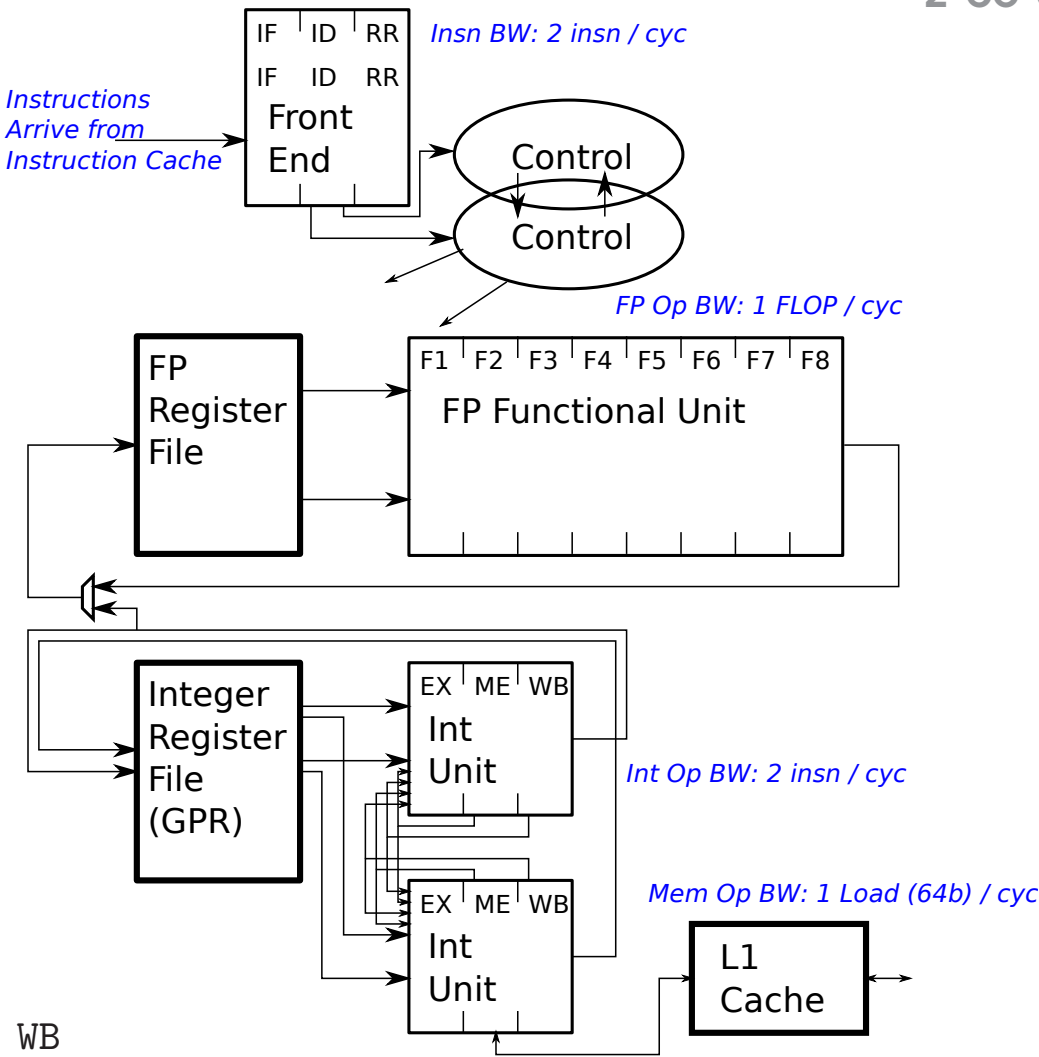 IF ID RR
Insn BW: 2 insn / cyc
IF ID RR
Instructions
Arrive from
Instruction Cache
Front
End
Control
Control
FP Op BW: 1 FLOP / cyc
FP
Register
File
F1 F2 F3 F4 F5 F6 F7 F8
FP Functional Unit
Integer
Register
File
(GPR)
EX ME WB
Int
Unit
Int Op BW: 2 insn / cyc
Mem Op BW: 1 Load (64b) / cyc
EX ME WB
Int
Unit
L1
Cache
WB